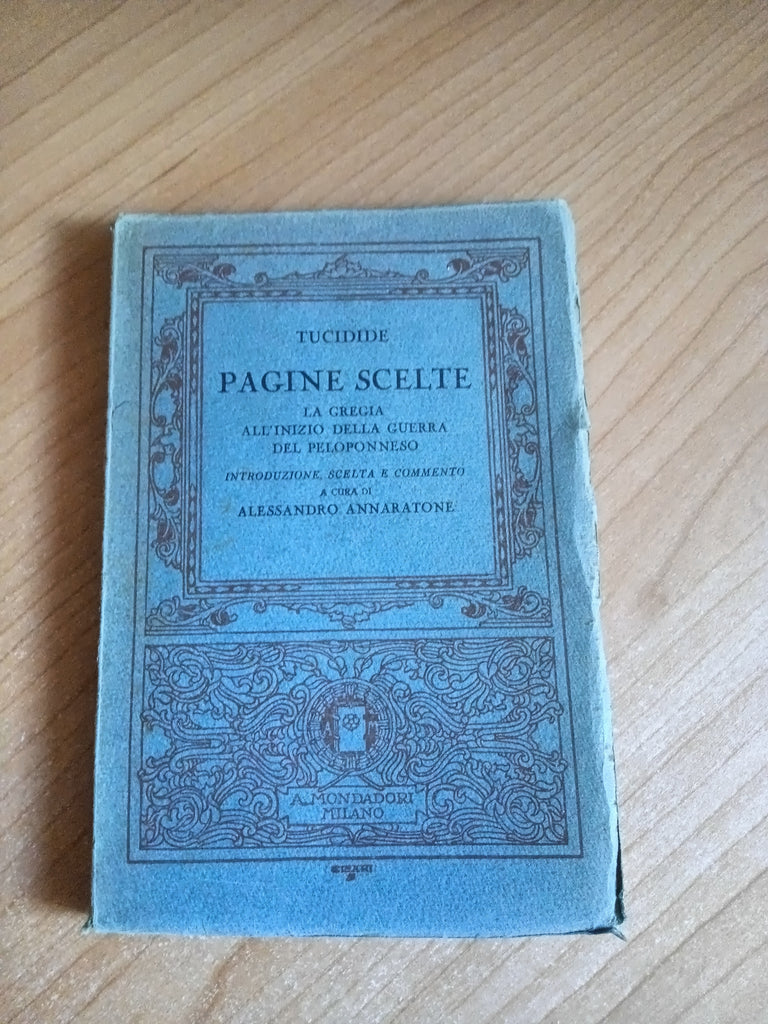 TUCIDIDE
PAGINE SCELTE
LA GRECIA
ALL'INIZIO DELLA GUERRA
DEL PELOPONNESO
INTRODUZIONE, SCELTA E COMMENTO
A CURA DI
ALESSANDRO ANNARATONE
A. MONDADORI
MILANO